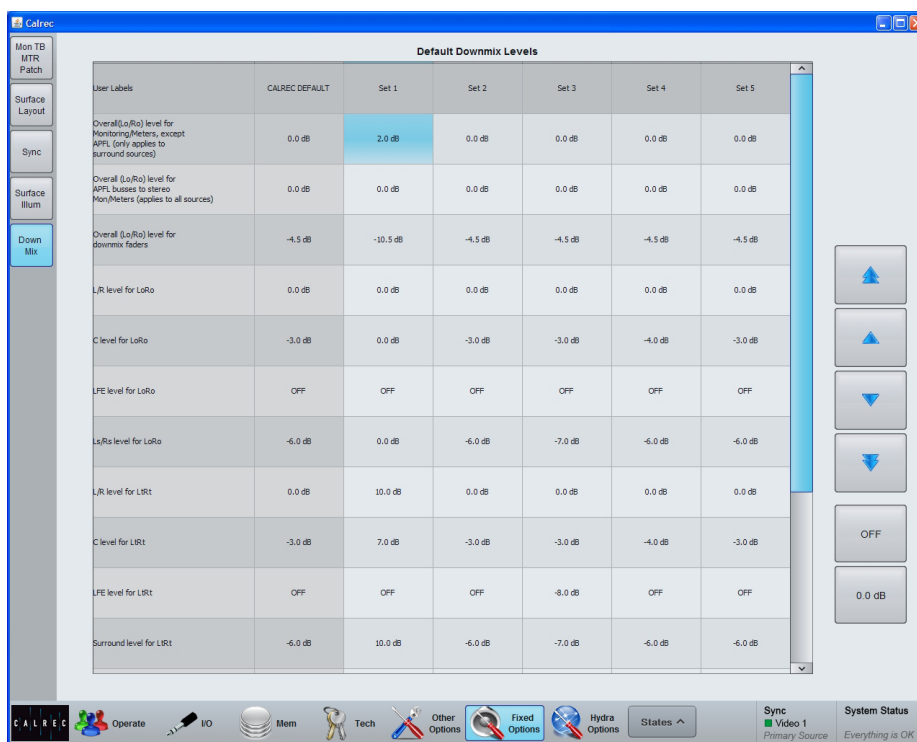 Calrec
Mon TB
MTR
Patch
Surface
Layout
Sync
Surface
Illum
Down
Mix
Default Downmix Levels
User Labels CALREC DEFAULT Set 1 Set 2 Set 3 Set 4 Set 5
Overall(Lo/Ro) level for
Monitoring/Meters, except
APFL (only applies to
surround sources)
0.0 dB 2.0 dB 0.0 dB 0.0 dB 0.0 dB 0.0 dB
Overall (Lo/Ro) level for
APFL busses to stereo
Mon/Meters (applies to all sources)
0.0 dB 0.0 dB 0.0 dB 0.0 dB 0.0 dB 0.0 dB
Overall (Lo/Ro) level for
downmix faders
-4.5 dB -10.5 dB -4.5 dB -4.5 dB -4.5 dB -4.5 dB
L/R level for LoRo 0.0 dB 0.0 dB 0.0 dB 0.0 dB 0.0 dB 0.0 dB
C level for LoRo -3.0 dB 0.0 dB -3.0 dB -3.0 dB -4.0 dB -3.0 dB
LFE level for LoRo OFF OFF OFF OFF OFF OFF
Ls/Rs level for LoRo -6.0 dB 0.0 dB -6.0 dB -7.0 dB -6.0 dB -6.0 dB
L/R level for LtRt 0.0 dB 10.0 dB 0.0 dB 0.0 dB 0.0 dB 0.0 dB
C level for LtRt -3.0 dB 7.0 dB -3.0 dB -3.0 dB -4.0 dB -3.0 dB
LFE level for LtRt OFF OFF OFF -8.0 dB OFF OFF
Surround level for LtRt -6.0 dB 10.0 dB -6.0 dB -7.0 dB -6.0 dB -6.0 dB
OFF
0.0 dB
CALREC
Operate
I/O
Mem
Tech
Other
Options
Fixed
Options
Hydra
Options
States
Sync
Video 1
Primary Source
System Status
Everything is OK